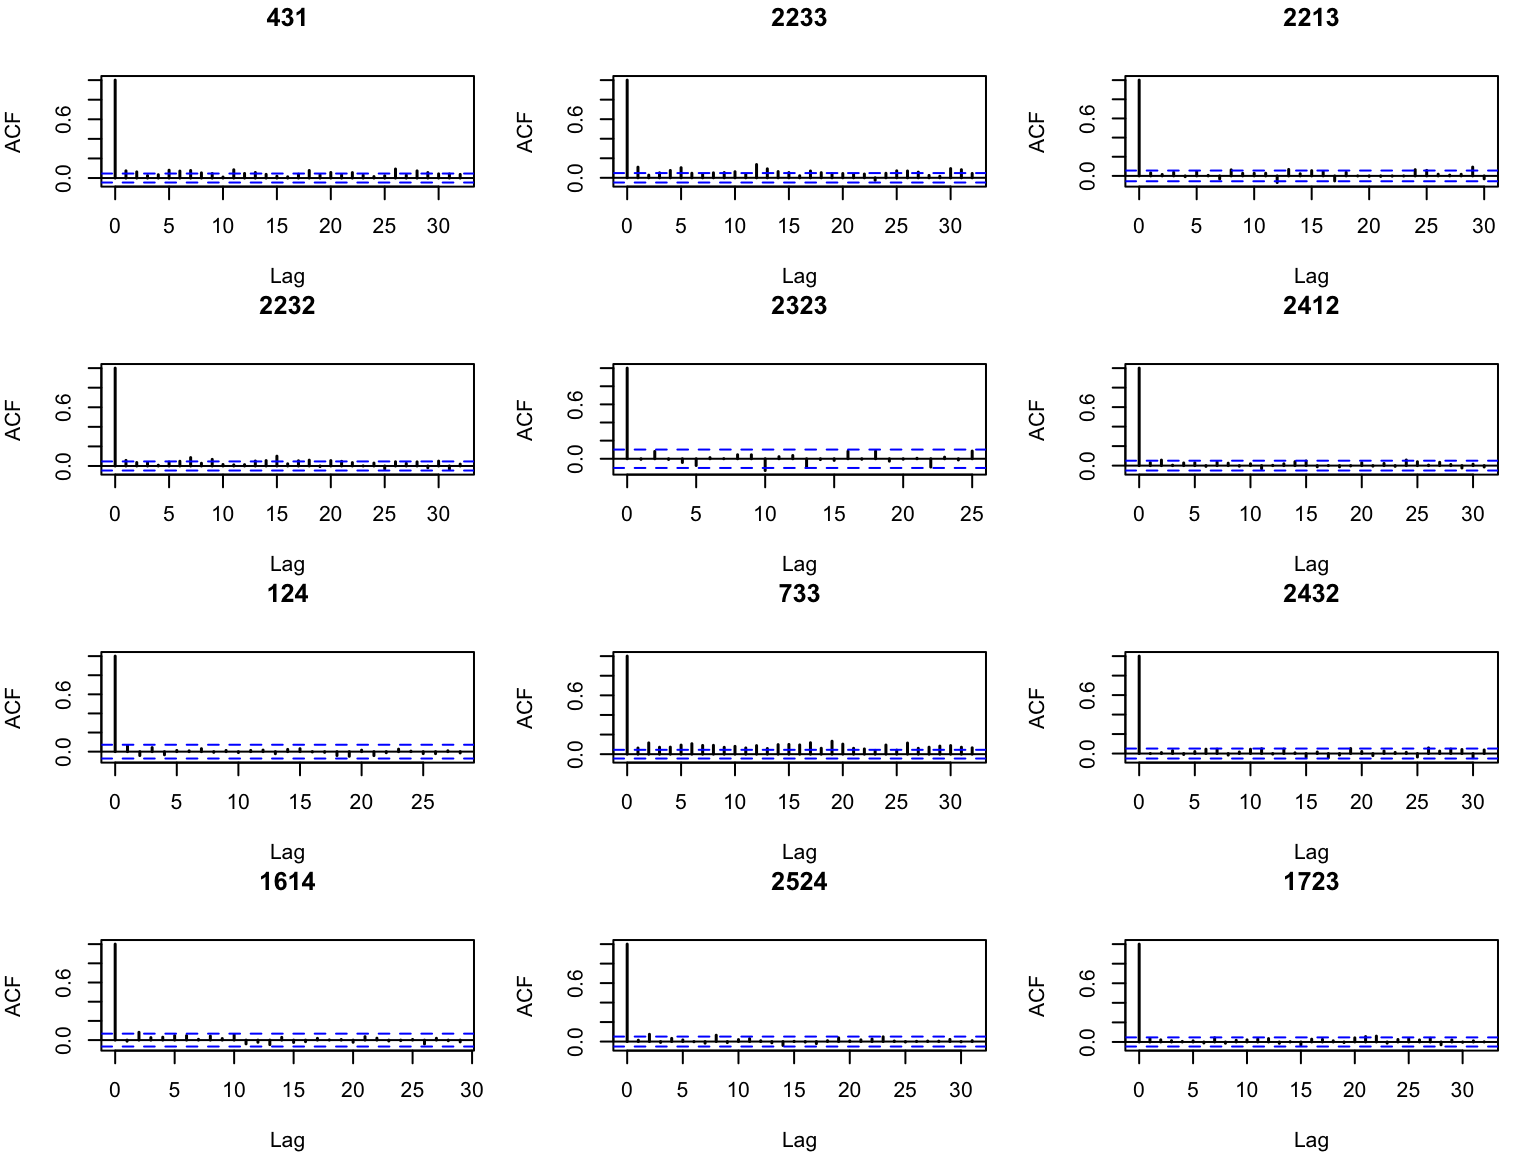 431 2233 2213
ACF 0.0 0.6 ACF 0.0 0.6 ACF 0.0 0.6
0 5 10 15 20 25 30 0 5 10 15 20 25 30 0 5 10 15 20 25 30
Lag Lag Lag
2232 2323 2412
ACF 0.0 0.6 ACF 0.0 0.6 ACF 0.0 0.6
0 5 10 15 20 25 30 0 5 10 15 20 25 0 5 10 15 20 25 30
Lag Lag Lag
124 733 2432
ACF 0.0 0.6 ACF 0.0 0.6 ACF 0.0 0.6
0 5 10 15 20 25 0 5 10 15 20 25 30 0 5 10 15 20 25 30
Lag Lag Lag
1614 2524 1723
ACF 0.0 0.6 ACF 0.0 0.6 ACF 0.0 0.6
0 5 10 15 20 25 30 0 5 10 15 20 25 30 0 5 10 15 20 25 30
Lag Lag Lag